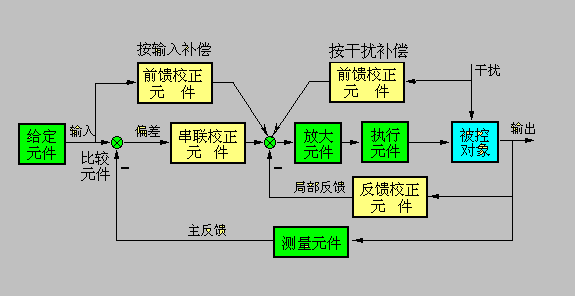 按输入补偿
按干扰补偿
前馈校正
元 件
前馈校正
元 件
干扰
给定
元件
输入
比较
元件
偏差
串联校正
元 件
放大
元件
执行
元件
被控
对象
输出
局部反馈
反馈校正
元 件
主反馈
测量元件